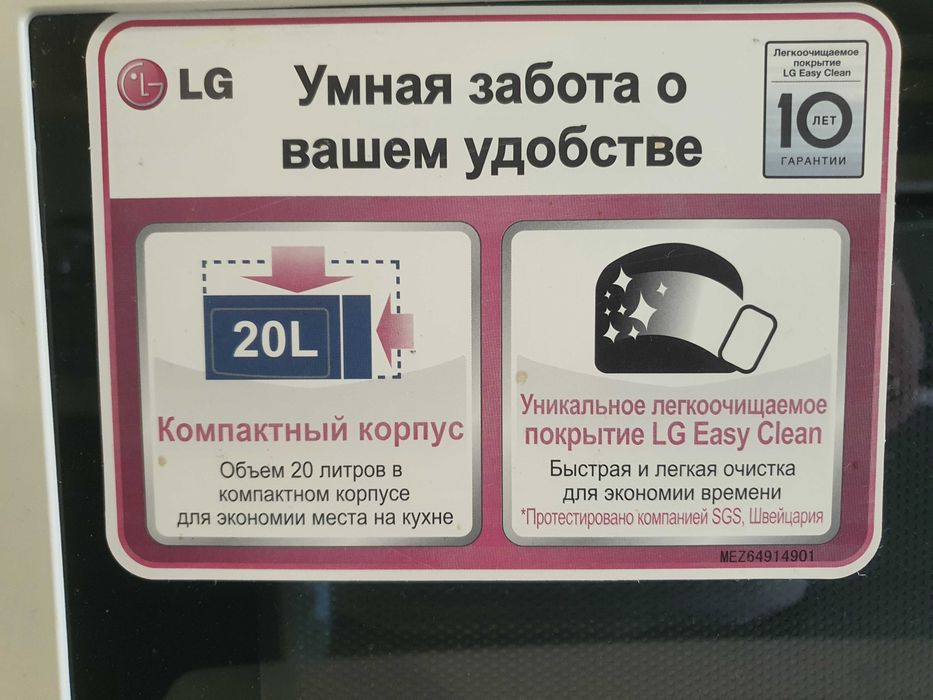 LG
Умная забота о
вашем удобстве
Легкоочищаемое
покрытие
LG Easy Clean
10 ЛЕТ
ГАРАНТИИ
20L
Компактный корпус
Объем 20 литров в
компактном корпусе
для экономии места на кухне
Уникальное легкоочищаемое
покрытие LG Easy Clean
Быстрая и легкая очистка
для экономии времени
*Протестировано компанией SGS, Швейцария
MEZ64914901